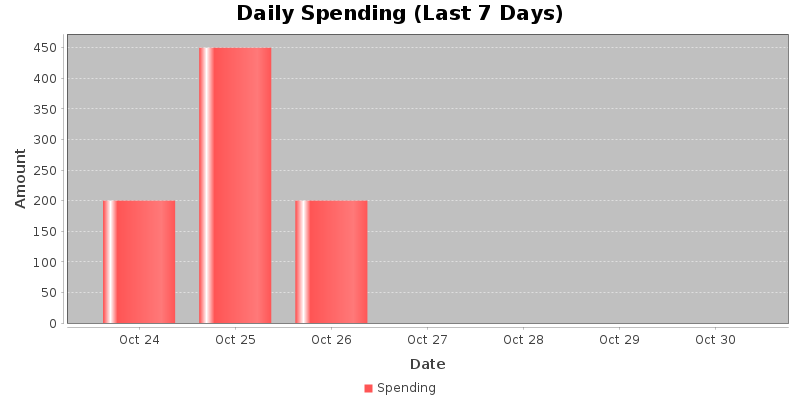 Daily Spending (Last 7 Days)
450
400
350
300
250
200
150
100
50
0
Amount
Oct 24 Oct 25 Oct 26 Oct 27 Oct 28 Oct 29 Oct 30
Date
Spending